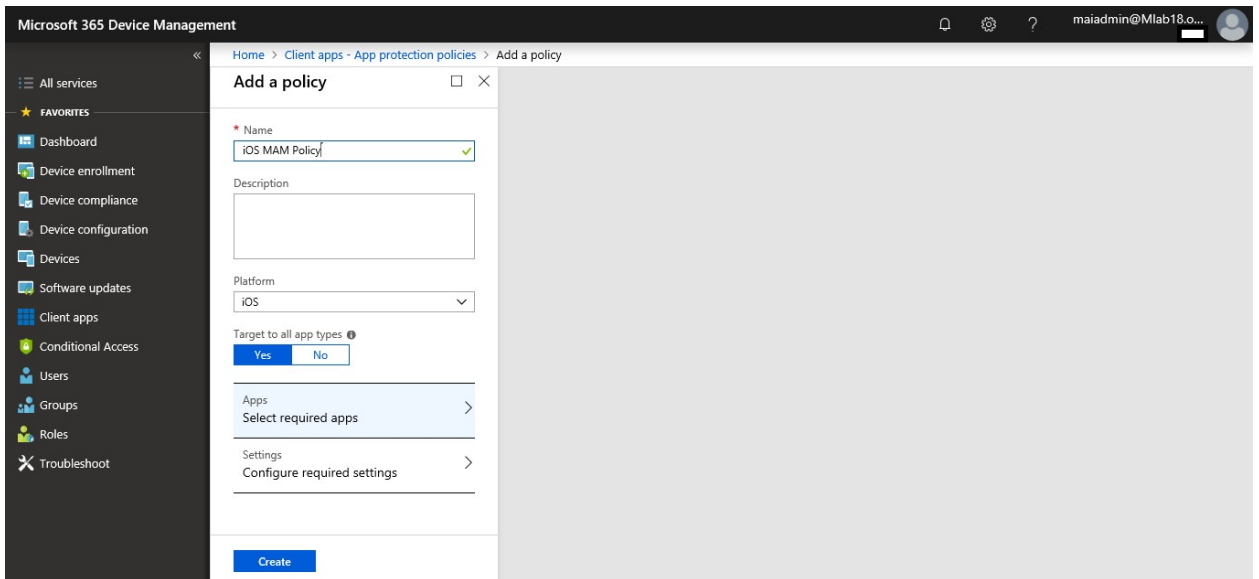 Microsoft 365 Device Management
maiadmin@Mlab18.o...
«
Home > Client apps - App protection policies > Add a policy
All services
FAVORITES
Dashboard
Device enrollment
Device compliance
Device configuration
Devices
Software updates
Client apps
Conditional Access
Users
Groups
Roles
Troubleshoot
Add a policy
* Name
iOS MAM Policy
Description
Platform
iOS
Target to all app types
Yes No
Apps
Select required apps
Settings
Configure required settings
Create